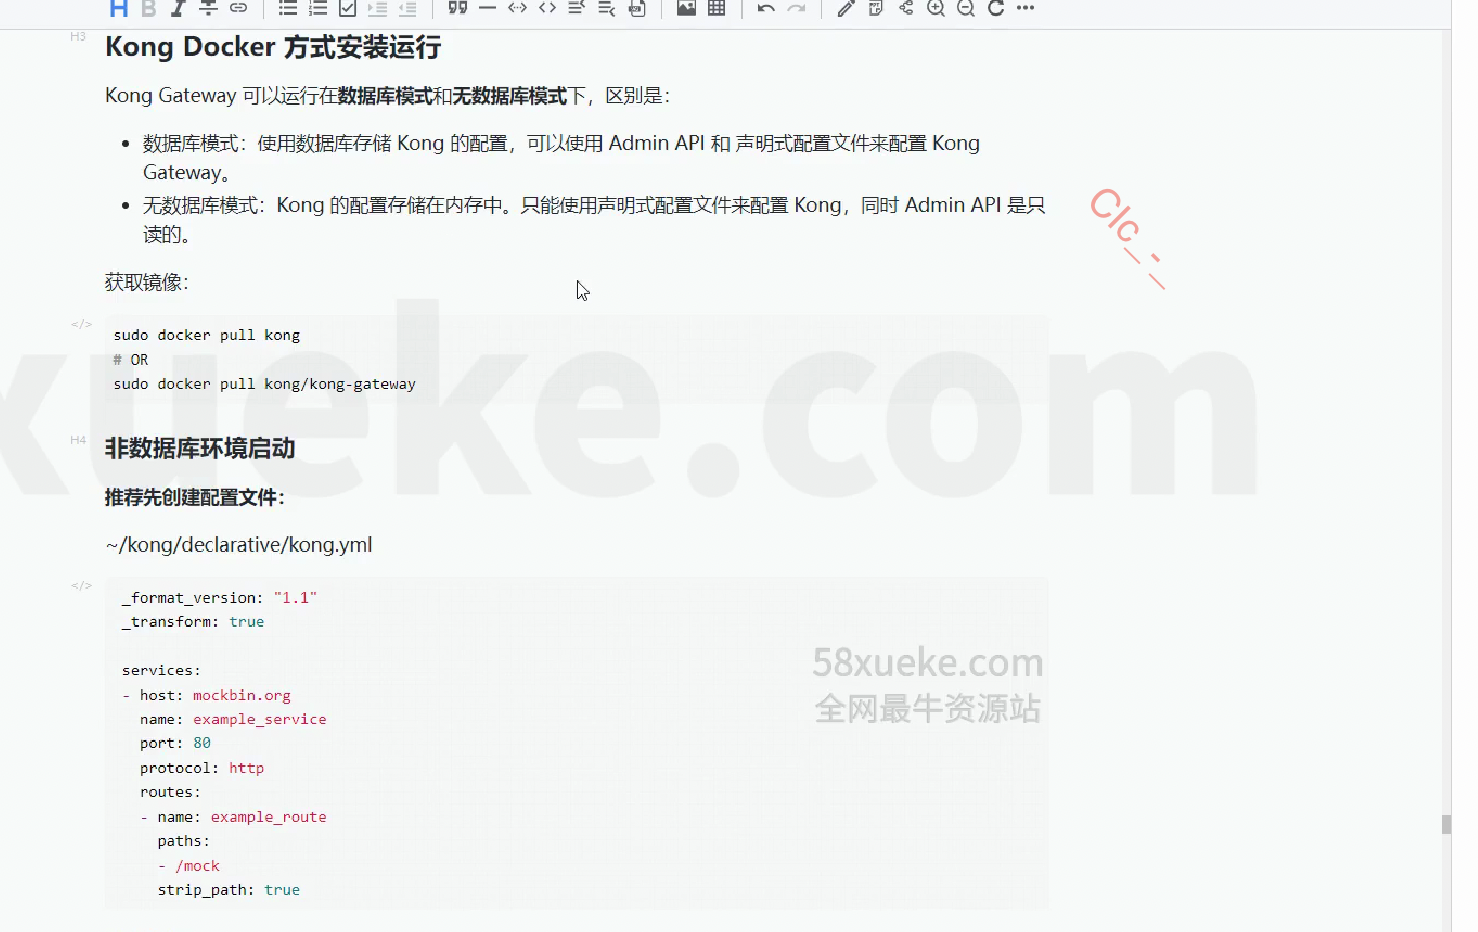 H3
Kong Docker 方式安装运行
Kong Gateway 可以运行在数据库模式和无数据库模式下，区别是：
数据库模式：使用数据库存储 Kong 的配置，可以使用 Admin API 和 声明式配置文件来配置 Kong
Gateway。
无数据库模式：Kong 的配置存储在内存中。只能使用声明式配置文件来配置 Kong，同时 Admin API 是只
读的。
获取镜像：
</>
sudo docker pull kong
# OR
sudo docker pull kong/kong-gateway
xueke.com
H4
非数据库环境启动
推荐先创建配置文件：
~/kong/declarative/kong.yml
</>
_format_version: "1.1"
_transform: true
services:
- host: mockbin.org
name: example_service
port: 80
protocol: http
routes:
- name: example_route
paths:
- /mock
strip_path: true
58xueke.com
全网最牛资源站